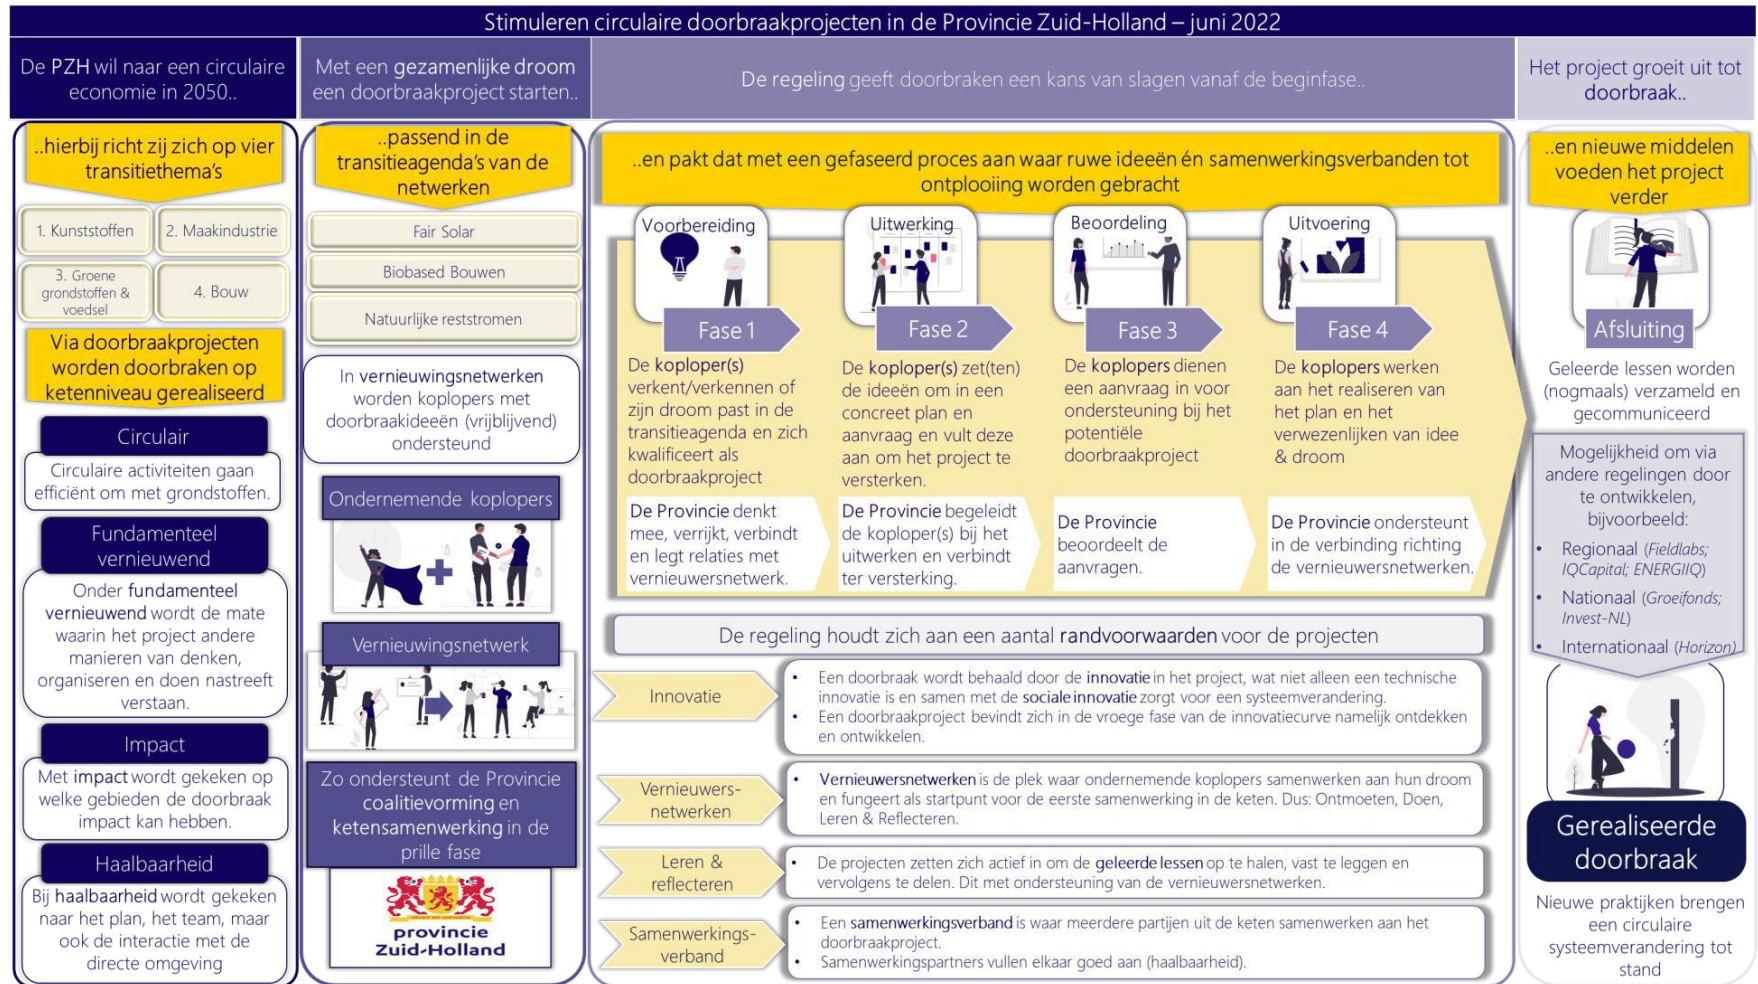 Stimuleren circulaire doorbraakprojecten in de Provincie Zuid-Holland – juni 2022
De PZH wil naar een circulaire
economie in 2050..
..hierbij richt zij zich op vier
transitiethema's
1. Kunststoffen
2. Maakindustrie
3. Groene
grondstoffen &
voedsel
4. Bouw
Via doorbraakprojecten
worden doorbraken op
ketenniveau gerealiseerd
Circulair
Circulaire activiteiten gaan
efficiënt om met grondstoffen.
Fundamenteel
vernieuwend
Onder fundamenteel
vernieuwend wordt de mate
waarin het project andere
manieren van denken,
organiseren en doen nastreeft
verstaan.
Impact
Met impact wordt gekeken op
welke gebieden de doorbraak
impact kan hebben.
Haalbaarheid
Bij haalbaarheid wordt gekeken
naar het plan, het team, maar
ook de interactie met de
directe omgeving
Met een gezamenlijke droom
een doorbraakproject starten..
..passend in de
transitieagenda's van de
netwerken
Fair Solar
Biobased Bouwen
Natuurlijke reststromen
In vernieuwingsnetwerken
worden koplopers met
doorbraakideeën (vrijblijvend)
ondersteund
Ondernemende koplopers
Vernieuwingsnetwerk
Zo ondersteunt de Provincie
coalitievorming en
ketensamenwerking in de
prille fase
provincie
Zuid-Holland
De regeling geeft doorbraken een kans van slagen vanaf de beginfase..
..en pakt dat met een gefaseerd proces aan waar ruwe ideeën én samenwerkingsverbanden tot
ontplooiing worden gebracht
Voorbereiding
Fase 1
De koploper(s)
verkent/verkennen of
zijn droom past in de
transitieagenda en zich
kwalificeert als
doorbraakproject
De Provincie denkt
mee, verrijkt, verbindt
en legt relaties met
vernieuwersnetwerk.
Uitwerking
Fase 2
De koploper(s) zet(ten)
de ideeën om in een
concreet plan en
aanvraag en vult deze
aan om het project te
versterken.
De Provincie begeleidt
de koploper(s) bij het
uitwerken en verbindt
ter versterking.
Beoordeling
Fase 3
De koplopers dienen
een aanvraag in voor
ondersteuning bij het
potentiële
doorbraakproject
De Provincie
beoordeelt de
aanvragen.
Uitvoering
Fase 4
De koplopers werken
aan het realiseren van
het plan en het
verwezenlijken van idee
& droom
De Provincie ondersteunt
in de verbinding richting
de vernieuwersnetwerken.
De regeling houdt zich aan een aantal randvoorwaarden voor de projecten
Innovatie
• Een doorbraak wordt behaald door de innovatie in het project, wat niet alleen een technische
innovatie is en samen met de sociale innovatie zorgt voor een systeemverandering.
• Een doorbraakproject bevindt zich in de vroege fase van de innovatiecurve namelijk ontdekken
en ontwikkelen.
Vernieuwers-
netwerken
• Vernieuwersnetwerken is de plek waar ondernemende koplopers samenwerken aan hun droom
en fungeert als startpunt voor de eerste samenwerking in de keten. Dus: Ontmoeten, Doen,
Leren & Reflecteren.
Leren &
reflecteren
• De projecten zetten zich actief in om de geleerde lessen op te halen, vast te leggen en
vervolgens te delen. Dit met ondersteuning van de vernieuwersnetwerken.
Samenwerkings-
verband
• Een samenwerkingsverband is waar meerdere partijen uit de keten samenwerken aan het
doorbraakproject.
• Samenwerkingspartners vullen elkaar goed aan (haalbaarheid).
Het project groeit uit tot
doorbraak..
..en nieuwe middelen
voeden het project
verder
Afsluiting
Geleerde lessen worden
(nogmaals) verzameld en
gecommuniceerd
Mogelijkheid om via
andere regelingen door
te ontwikkelen,
bijvoorbeeld:
• Regionaal (Fieldlabs;
IQCapital; ENERGIIQ)
• Nationaal (Groeifonds;
Invest-NL)
• Internationaal (Horizon)
Gerealiseerde
doorbraak
Nieuwe praktijken brengen
een circulaire
systeemverandering tot
stand